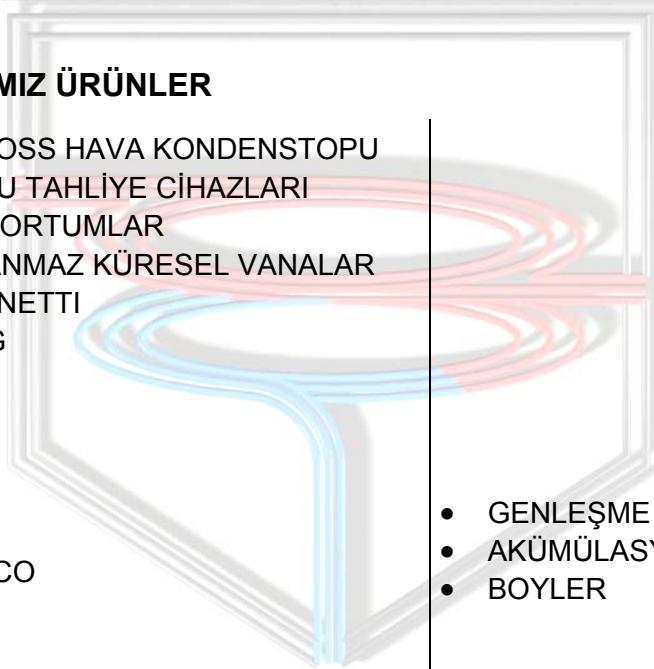 MIZ ÜRÜNLER
OSS HAVA KONDENSTOPU
U TAHLİYE CİHAZLARI
ORTUMLAR
ANMAZ KÜRESEL VANALAR
NETTI
G
CO
• GENLEŞME
• AKÜMÜLASY
• BOYLER